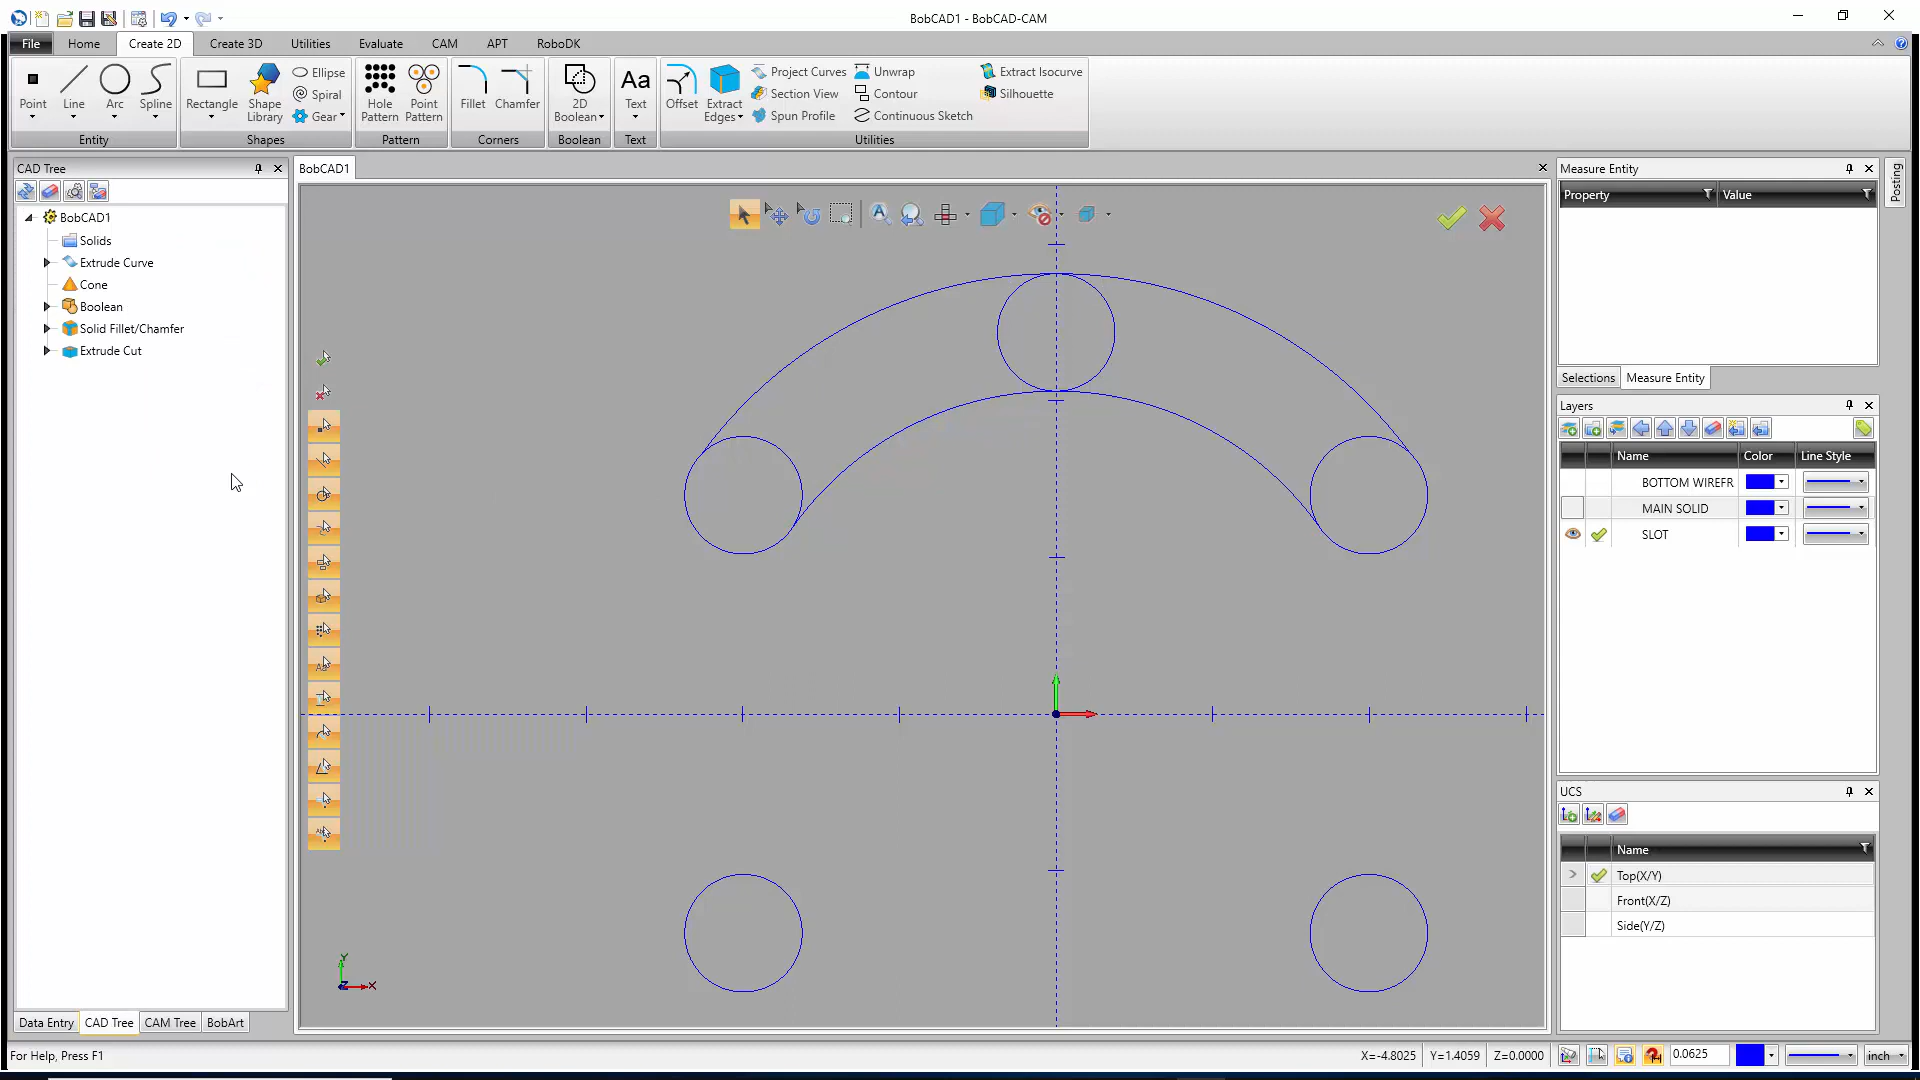 BobCAD1 - BobCAD-CAM
File Home Create 2D Create 3D Utilities Evaluate CAM APT RoboDK
Point Line Arc Spline
Entity
Rectangle Shape Library Ellipse Spiral Gear
Shapes
Hole Pattern Point Pattern
Pattern
Fillet Chamfer
Corners
2D Boolean
Boolean
Aa Text
Text
Offset Extract Edges
Project Curves Unwrap Extract Isocurve
Section View Contour Silhouette
Spun Profile Continuous Sketch
Utilities
CAD Tree
BobCAD1
Solids
Extrude Curve
Cone
Boolean
Solid Fillet/Chamfer
Extrude Cut
Data Entry CAD Tree CAM Tree BobArt
BobCAD1
Y
Z X
Measure Entity
Property Value
Selections Measure Entity
Posting
Layers
Name Color Line Style
BOTTOM WIREFR
MAIN SOLID
SLOT
UCS
Name
Top(X/Y)
Front(X/Z)
Side(Y/Z)
For Help, Press F1
X=-4.8025 Y=1.4059 Z=0.0000 0.0625 inch